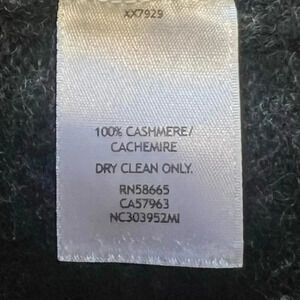 XX7929
100% CASHMERE/
CACHEMIRE
DRY CLEAN ONLY.
RN58665
CA57963
NC303952MI